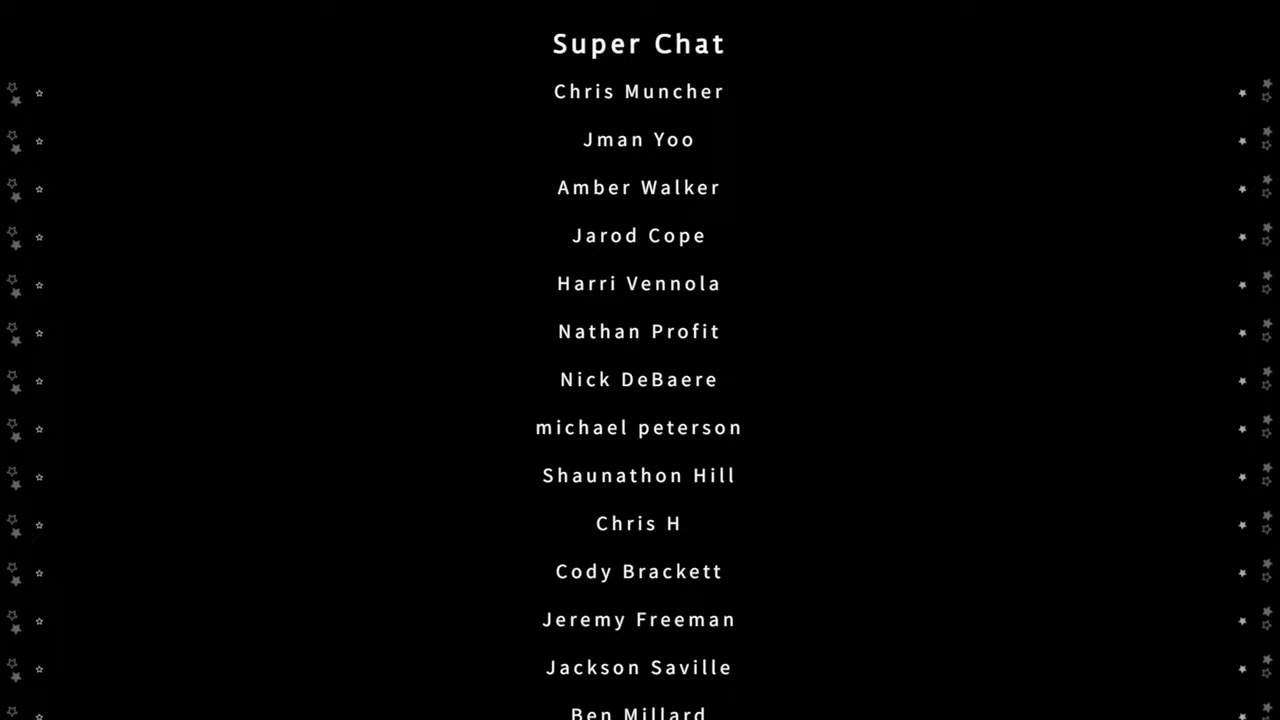 Super Chat
Chris Muncher
Jman Yoo
Amber Walker
Jarod Cope
Harri Vennola
Nathan Profit
Nick DeBaere
michael peterson
Shaunathon Hill
Chris H
Cody Brackett
Jeremy Freeman
Jackson Saville
Ben Millard